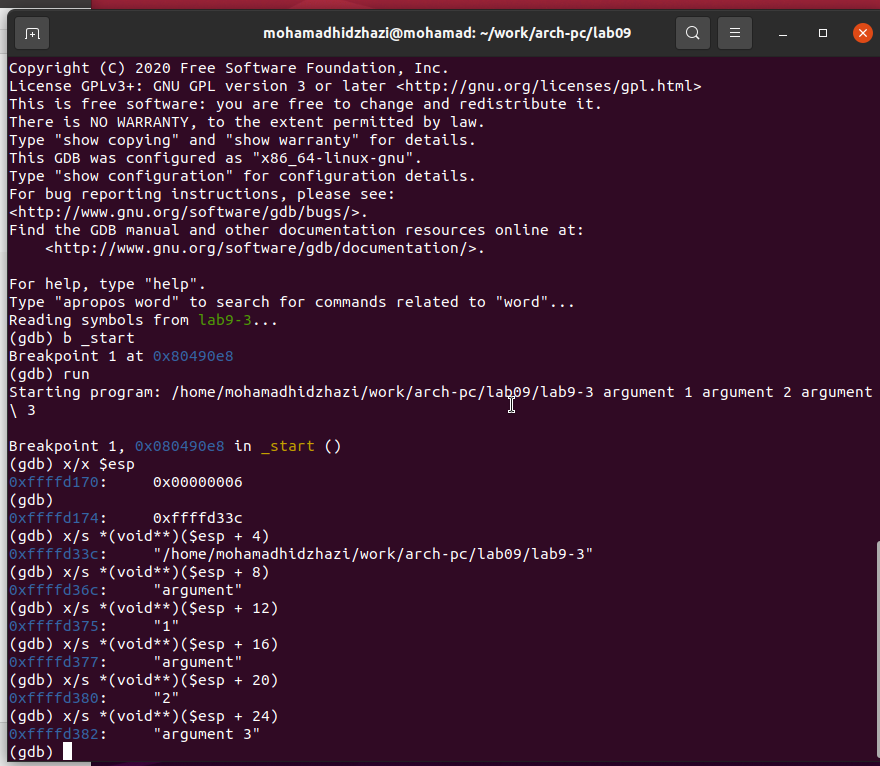 mohamadhidzhazi@mohamad: ~/work/arch-pc/lab09
Copyright (C) 2020 Free Software Foundation, Inc.
License GPLv3+: GNU GPL version 3 or later <http://gnu.org/licenses/gpl.html>
This is free software: you are free to change and redistribute it.
There is NO WARRANTY, to the extent permitted by law.
Type "show copying" and "show warranty" for details.
This GDB was configured as "x86_64-linux-gnu".
Type "show configuration" for configuration details.
For bug reporting instructions, please see:
<http://www.gnu.org/software/gdb/bugs/>.
Find the GDB manual and other documentation resources online at:
    <http://www.gnu.org/software/gdb/documentation/>.

For help, type "help".
Type "apropos word" to search for commands related to "word"...
Reading symbols from lab9-3...
(gdb) b _start
Breakpoint 1 at 0x80490e8
(gdb) run
Starting program: /home/mohamadhidzhazi/work/arch-pc/lab09/lab9-3 argument 1 argument 2 argument
\ 3

Breakpoint 1, 0x080490e8 in _start ()
(gdb) x/x $esp
0xffffd170:     0x00000006
(gdb)
0xffffd174:     0xffffd33c
(gdb) x/s *(void**)($esp + 4)
0xffffd33c:     "/home/mohamadhidzhazi/work/arch-pc/lab09/lab9-3"
(gdb) x/s *(void**)($esp + 8)
0xffffd36c:     "argument"
(gdb) x/s *(void**)($esp + 12)
0xffffd375:     "1"
(gdb) x/s *(void**)($esp + 16)
0xffffd377:     "argument"
(gdb) x/s *(void**)($esp + 20)
0xffffd380:     "2"
(gdb) x/s *(void**)($esp + 24)
0xffffd382:     "argument 3"
(gdb)